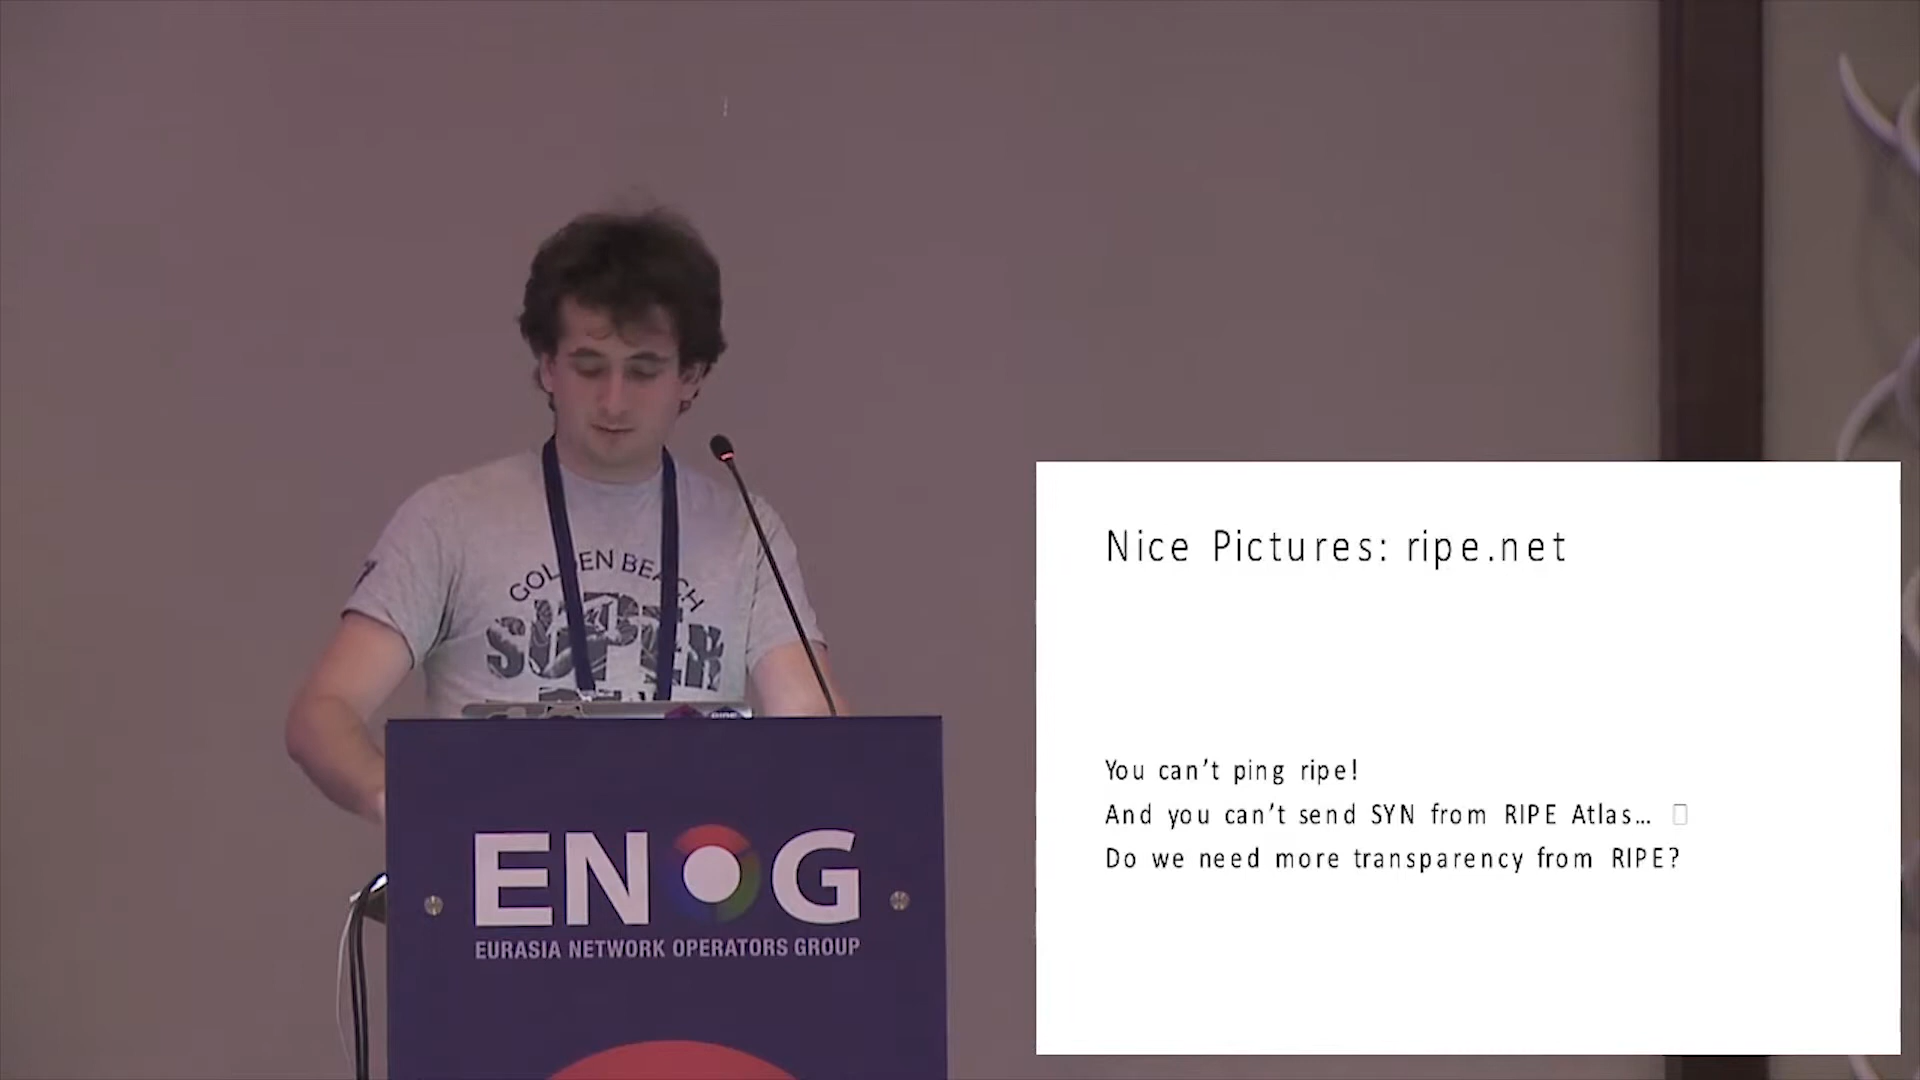 GOLDEN BEACH
SUPER
ENOG
EURASIA NETWORK OPERATORS GROUP
Nice Pictures: ripe.net
You can’t ping ripe!
And you can’t send SYN from RIPE Atlas…
Do we need more transparency from RIPE?